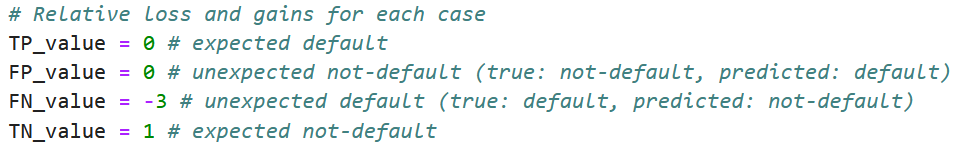 # Relative loss and gains for each case
TP_value = 0 # expected default
FP_value = 0 # unexpected not-default (true: not-default, predicted: default)
FN_value = -3 # unexpected default (true: default, predicted: not-default)
TN_value = 1 # expected not-default